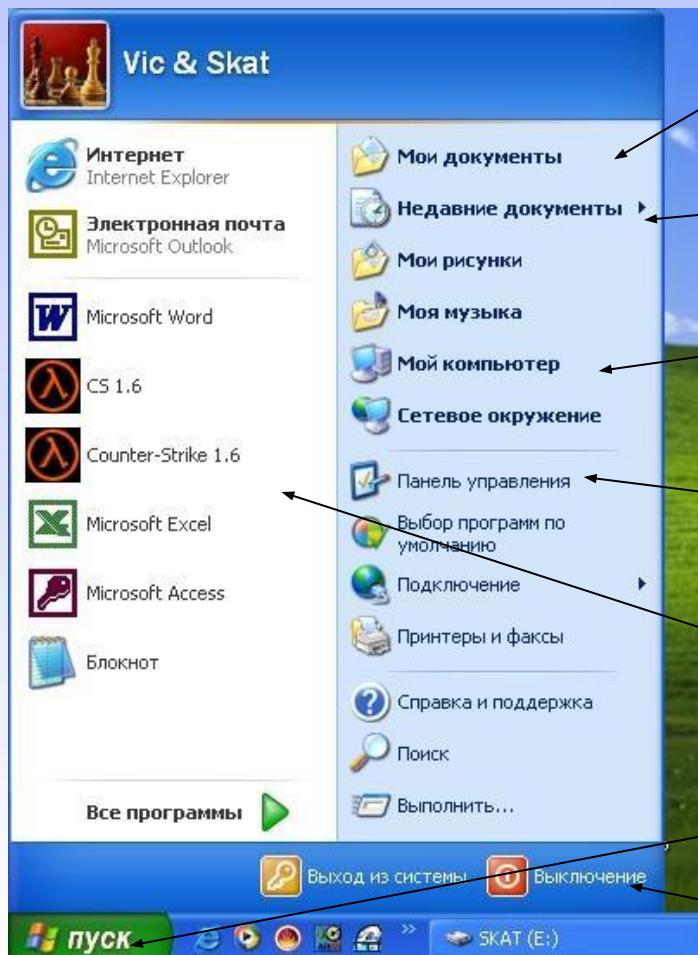 Vic & Skat
Интернет
Internet Explorer
Электронная почта
Microsoft Outlook
Microsoft Word
CS 1.6
Counter-Strike 1.6
Microsoft Excel
Microsoft Access
Блокнот
Все программы
Мои документы
Недавние документы
Мои рисунки
Моя музыка
Мой компьютер
Сетевое окружение
Панель управления
Выбор программ по
умолчанию
Подключение
Принтеры и факсы
Справка и поддержка
Поиск
Выполнить...
Выход из системы
Выключение
пуск
SKAT (E:)